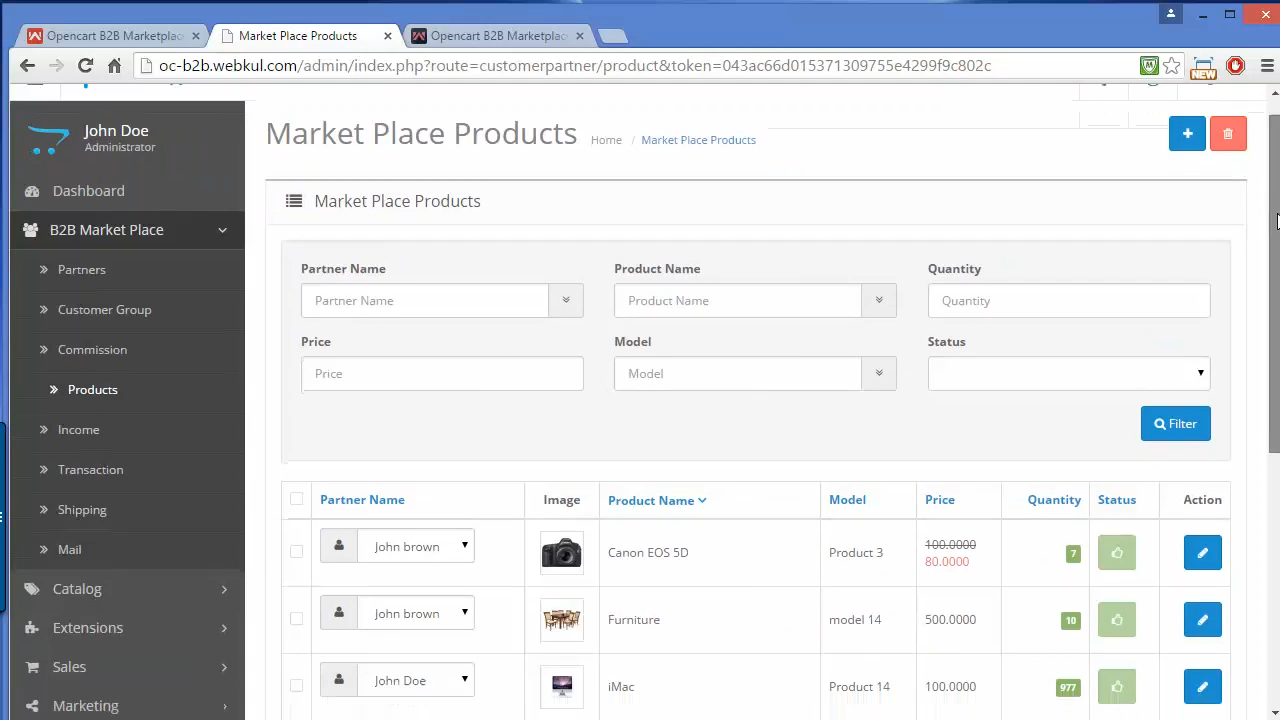 Opencart B2B Marketplac
Market Place Products
Opencart B2B Marketplac
oc-b2b.webkul.com/admin/index.php?route=customerpartner/product&token=043ac66d015371309755e4299f9c802c
NEW
John Doe
Administrator
Dashboard
B2B Market Place
Partners
Customer Group
Commission
Products
Income
Transaction
Shipping
Mail
Catalog
Extensions
Sales
Marketing
Market Place Products Home / Market Place Products
Market Place Products
Partner Name Product Name Quantity
Partner Name Product Name Quantity
Price Model Status
Price Model
Filter
Partner Name Image Product Name Model Price Quantity Status Action
John brown Canon EOS 5D Product 3 100.0000 7
80.0000
John brown Furniture model 14 500.0000 10
John Doe iMac Product 14 100.0000 977